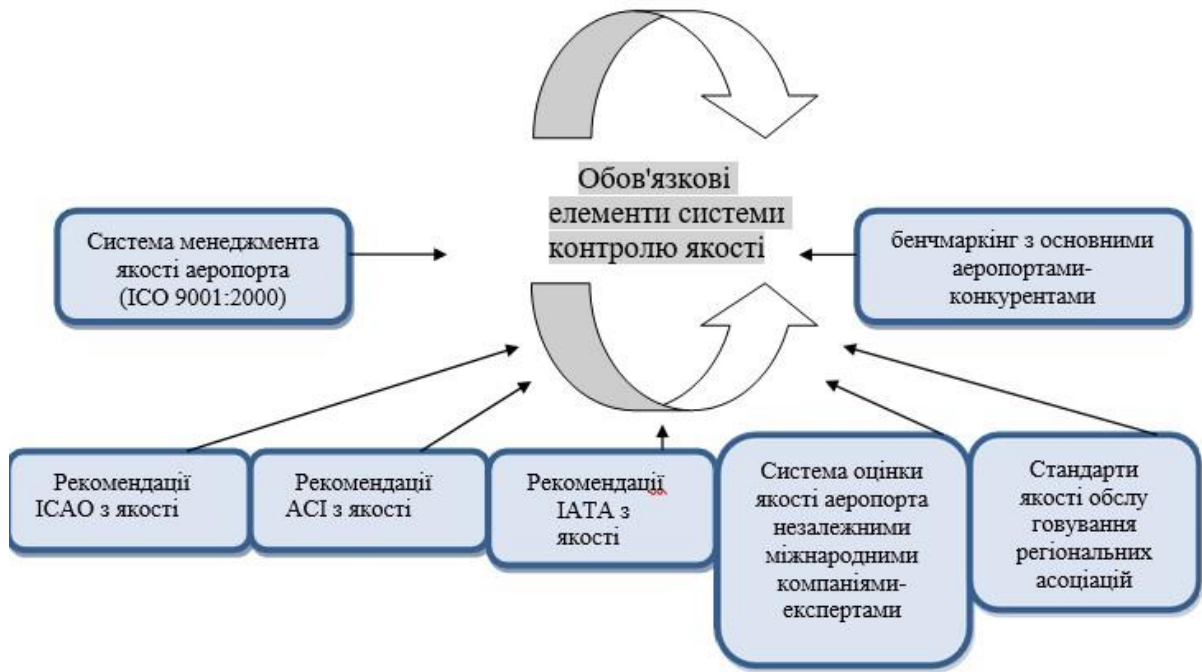 Обов'язкові
елементи системи
контролю якості
Система менеджмента
якості аеропорта
(ІСО 9001:2000)
бенчмаркінг з основними
аеропортами-
конкурентами
Рекомендації
ІСАО з якості
Рекомендації
АСІ з якості
Рекомендації
ІАТА з
якості
Система оцінки
якості аеропорта
незалежними
міжнародними
компаніями-
експертами
Стандарти
якості обслу
говування
регіональних
асоціацій